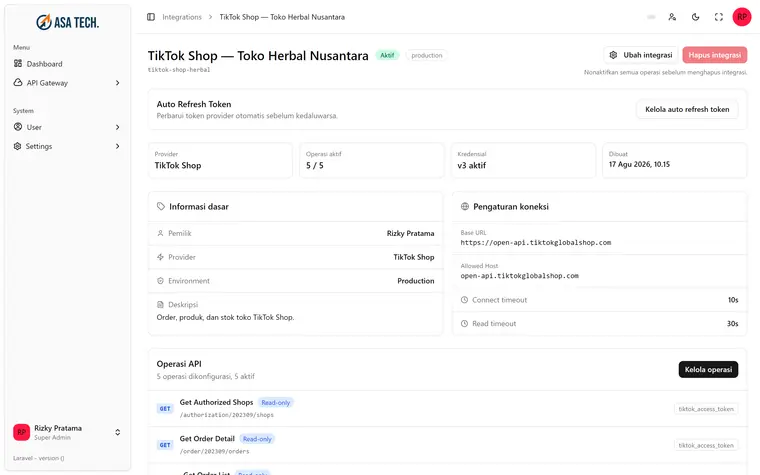 ASA TECH.
Menu
Dashboard
API Gateway
System
User
Settings
RP
Rizky Pratama
Super Admin
Laravel - version ()
Integrations > TikTok Shop — Toko Herbal Nusantara
RP
TikTok Shop — Toko Herbal Nusantara Aktif production
tiktok-shop-herbal
Ubah integrasi Hapus integrasi
Nonaktifkan semua operasi sebelum menghapus integrasi.
Auto Refresh Token
Perbarui token provider otomatis sebelum kedaluwarsa.
Kelola auto refresh token
Provider
TikTok Shop
Operasi aktif
5 / 5
Kredensial
v3 aktif
Dibuat
17 Agu 2026, 10.15
Informasi dasar
Pemilik Rizky Pratama
Provider TikTok Shop
Environment Production
Deskripsi
Order, produk, dan stok toko TikTok Shop.
Pengaturan koneksi
Base URL
https://open-api.tiktokglobalshop.com
Allowed Host
open-api.tiktokglobalshop.com
Connect timeout 10s
Read timeout 30s
Operasi API
5 operasi dikonfigurasi, 5 aktif
Kelola operasi
GET Get Authorized Shops Read-only
/authorization/202309/shops
tiktok_access_token
GET Get Order Detail Read-only
/order/202309/orders
tiktok_access_token
Get Order List Read-only